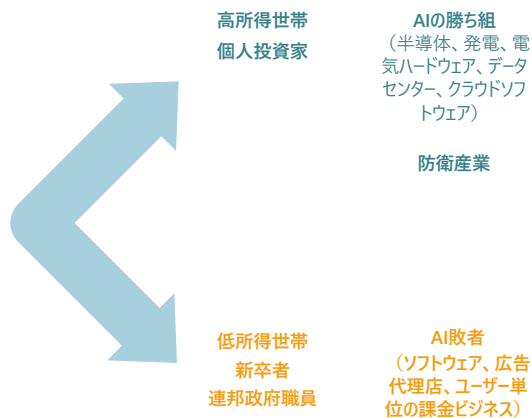 高所得世帯
個人投資家
AIの勝ち組
（半導体、発電、電
気ハードウェア、データ
センター、クラウドソフ
トウェア）
防衛産業
低所得世帯
新卒者
連邦政府職員
AI敗者
（ソフトウェア、広告
代理店、ユーザー単
位の課金ビジネス）